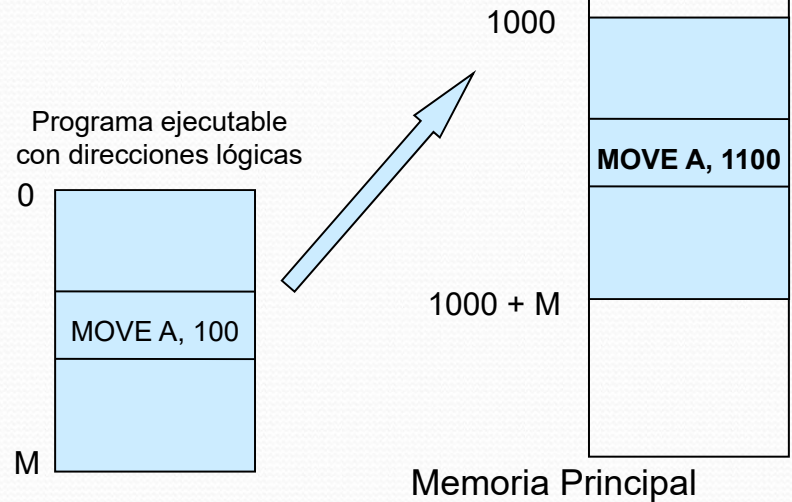 Programa ejecutable
con direcciones lógicas
0
MOVE A, 100
M
1000
MOVE A, 1100
1000 + M
Memoria Principal